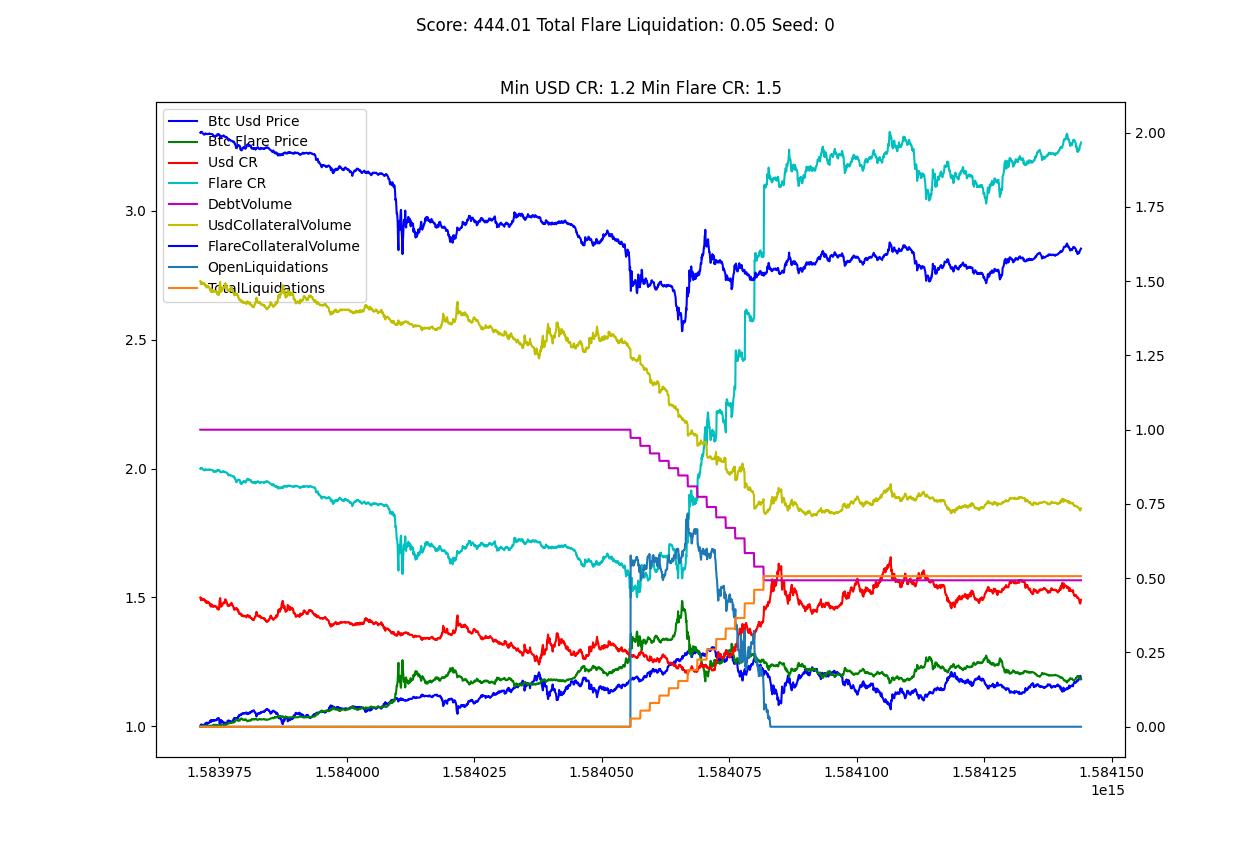 Score: 444.01 Total Flare Liquidation: 0.05 Seed: 0
Min USD CR: 1.2 Min Flare CR: 1.5
Btc Usd Price
Btc Flare Price
Usd CR
Flare CR
DebtVolume
UsdCollateralVolume
FlareCollateralVolume
OpenLiquidations
TotalLiquidations
3.0
2.5
2.0
1.5
1.0
2.00
1.75
1.50
1.25
1.00
0.75
0.50
0.25
0.00
1.583975 1.584000 1.584025 1.584050 1.584075 1.584100 1.584125 1.584150
1e15